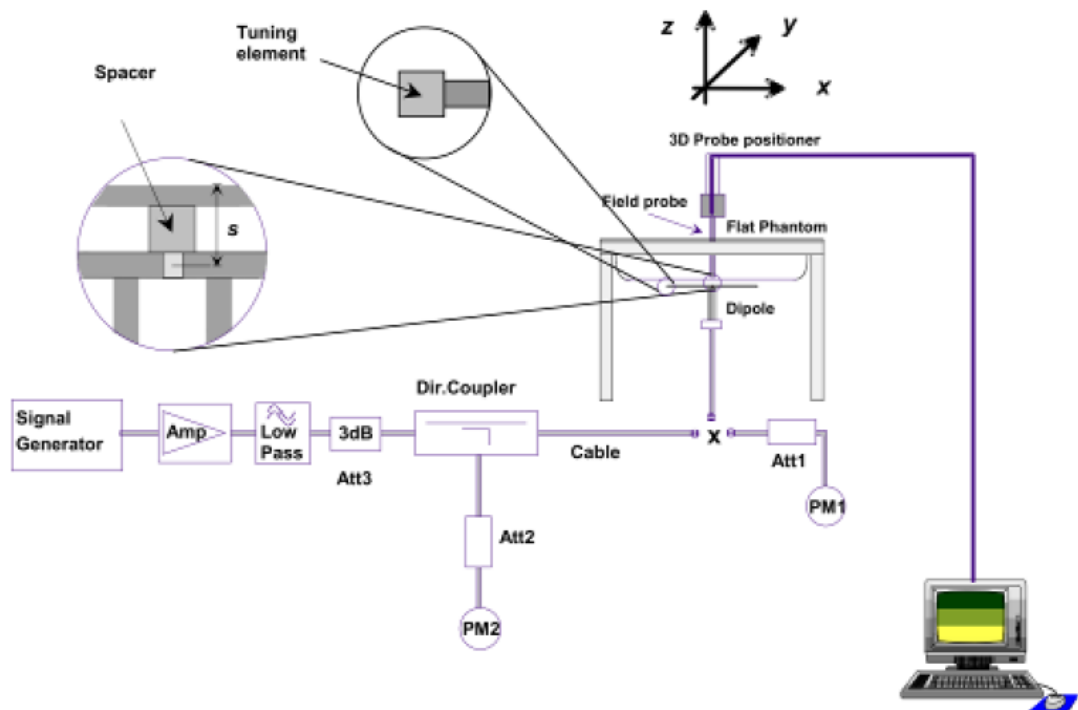 Tuning
element
Spacer
z
y
x
3D Probe positioner
Field probe
Flat Phantom
s
Dipole
Dir.Coupler
Signal
Generator
Amp
Low
Pass
3dB
Att3
Cable
x
Att1
PM1
Att2
PM2